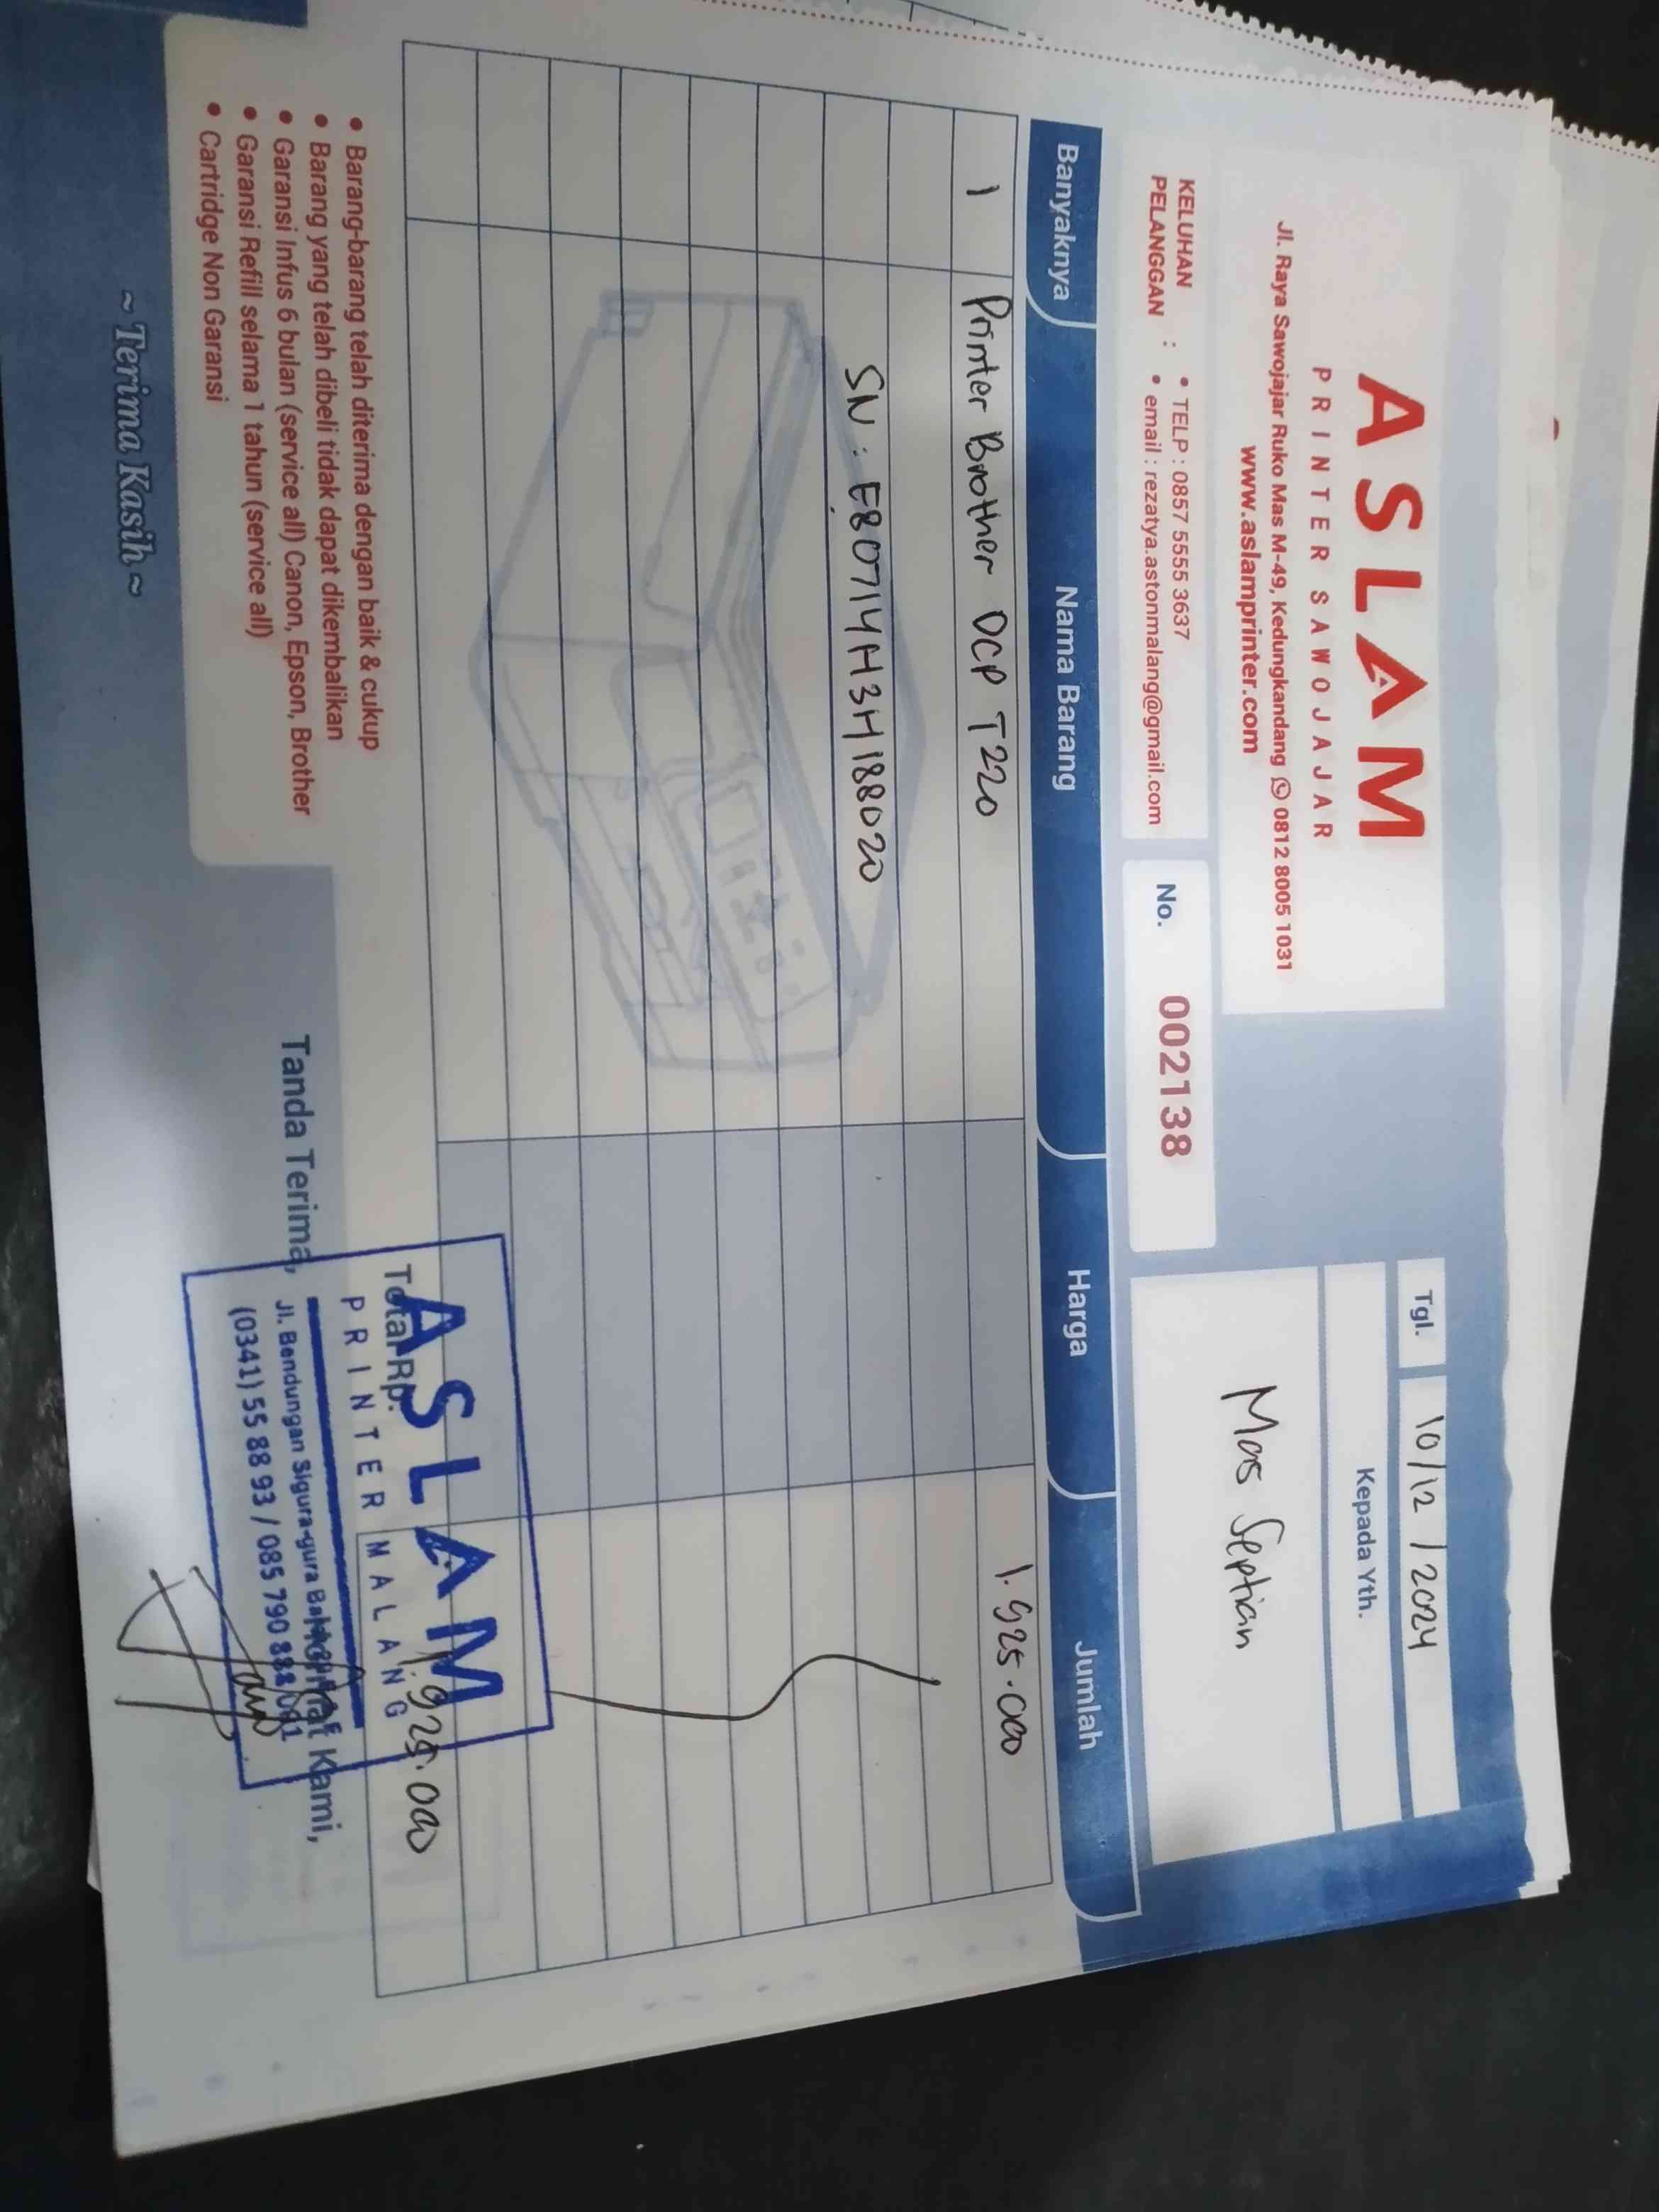 ASLAM
PRINTER SAWOJAJAR
Jl. Raya Sawojajar Ruko Mas M-49, Kedungkandang 0812 8005 1031
www.aslamprinter.com
Tgl. 10/12/2024
Kepada Yth.
Mas Septian
KELUHAN PELANGGAN :
• TELP : 0857 5555 3637
• email : rezatya.astonmalang@gmail.com
No. 002138
Banyaknya Nama Barang Harga Jumlah
1 Printer Brother DCP T220 1.925.000
SN : E80714H3H188020
Total Rp. 1.925.000
• Barang-barang telah diterima dengan baik & cukup
• Barang yang telah dibeli tidak dapat dikembalikan
• Garansi Infus 6 bulan (service all) Canon, Epson, Brother
• Garansi Refill selama 1 tahun (service all)
• Cartridge Non Garansi
~ Terima Kasih ~
Tanda Terima,
Hormat Kami,
ASLAM
PRINTER MALANG
Jl. Bendungan Sigura-gura
(0341) 55 88 93 / 085 790 888 001